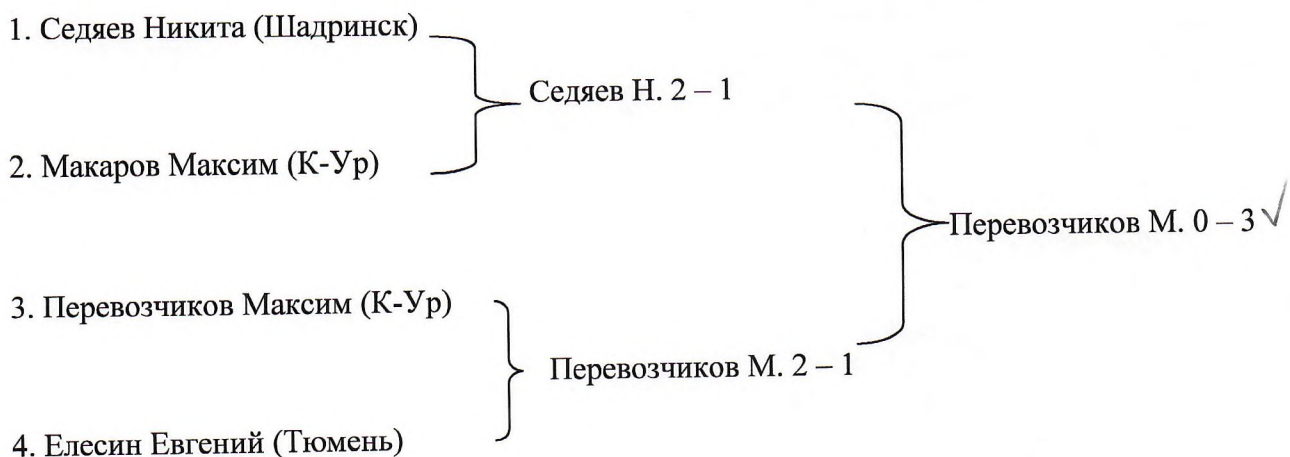 1. Седяев Никита (Шадринск)
Седяев Н. 2 – 1
2. Макаров Максим (К-Ур)
Перевозчиков М. 0 – 3
3. Перевозчиков Максим (К-Ур)
Перевозчиков М. 2 – 1
4. Елесин Евгений (Тюмень)